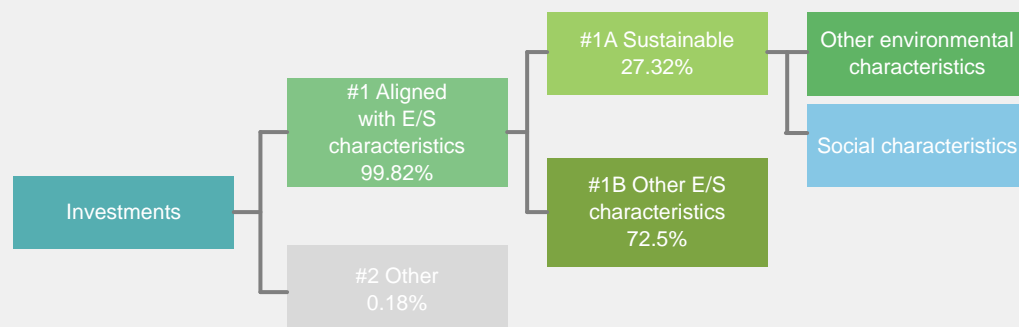 Investments
#1 Aligned
with E/S
characteristics
99.82%
#2 Other
0.18%
#1A Sustainable
27.32%
#1B Other E/S
characteristics
72.5%
Other environmental
characteristics
Social characteristics